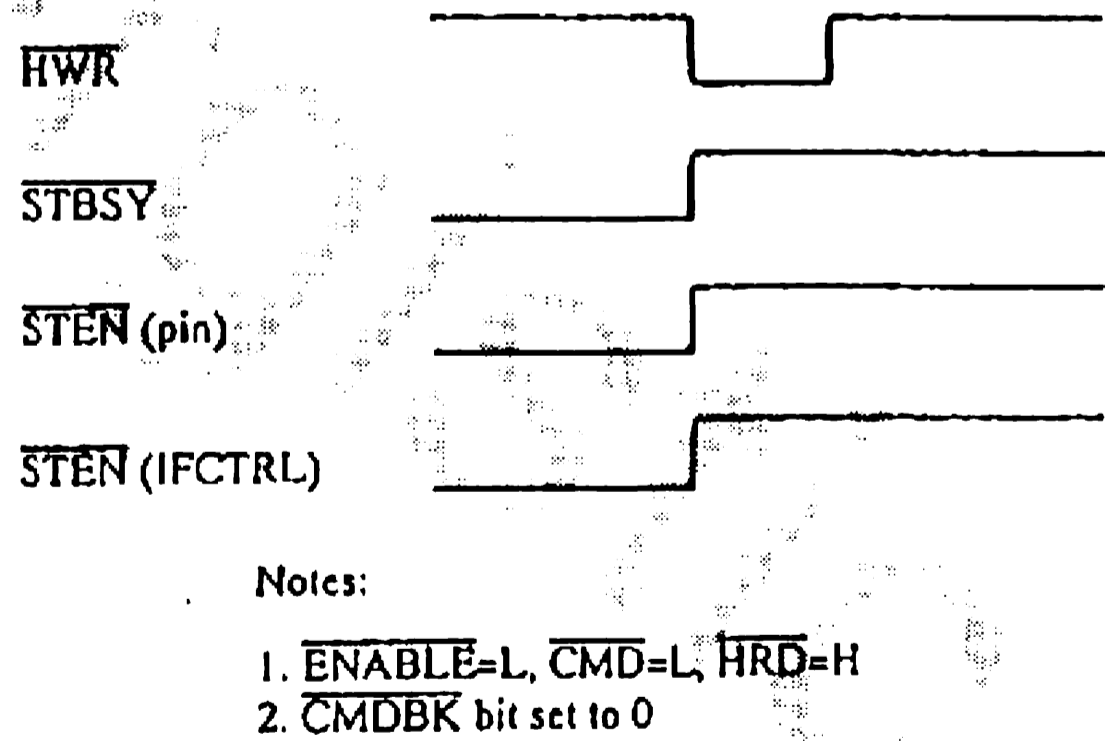 HWR
STBSY
STEN (pin)
STEN (IFCTRL)
Notes:
1. ENABLE=L, CMD=L, HRD=H
2. CMDBK bit set to 0